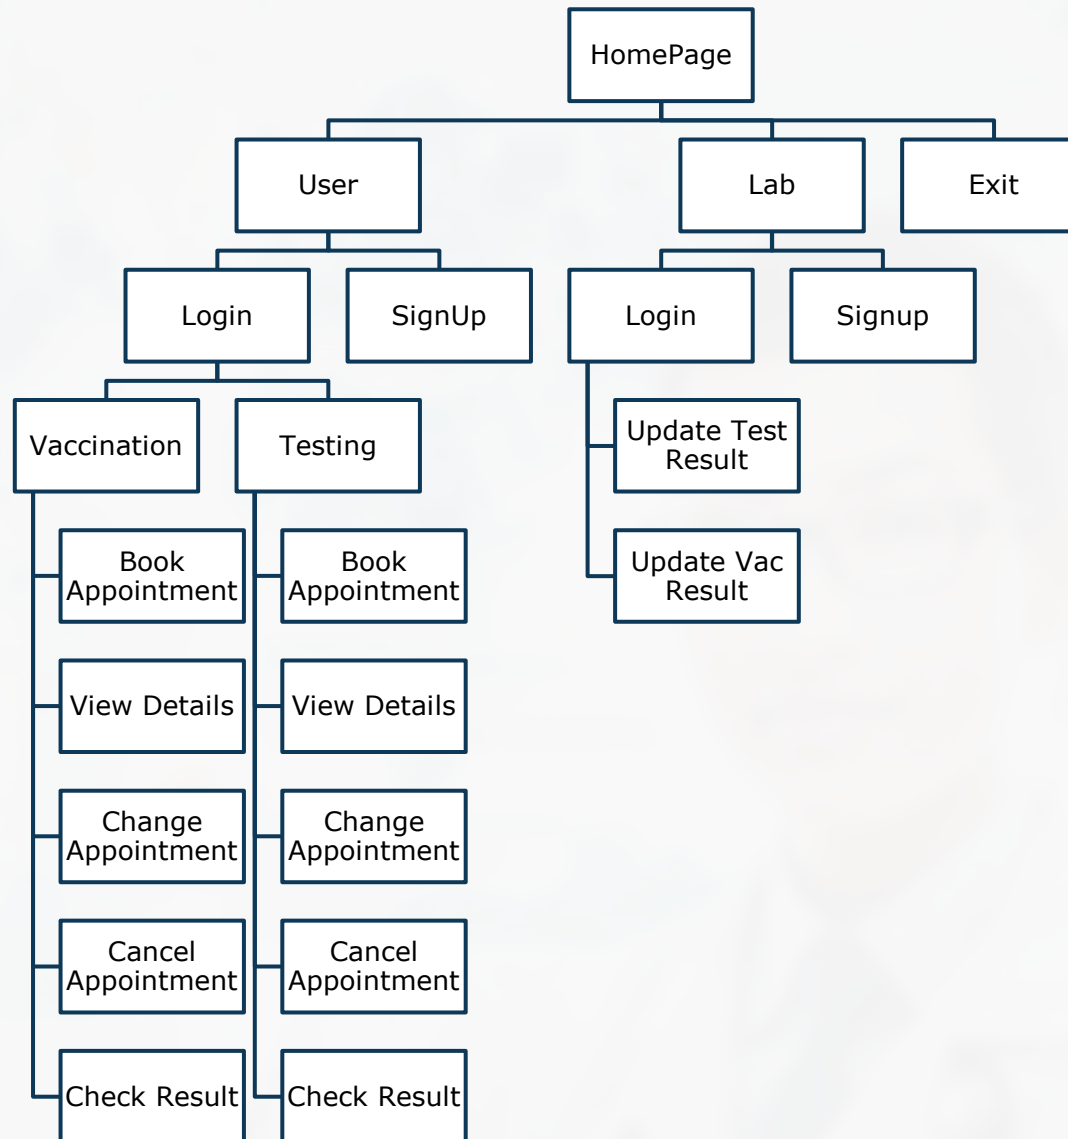 HomePage
User
Lab
Exit
Login
SignUp
Login
Signup
Vaccination
Testing
Update Test
Result
Book
Appointment
Book
Appointment
Update Vac
Result
View Details
View Details
Change
Appointment
Change
Appointment
Cancel
Appointment
Cancel
Appointment
Check Result
Check Result